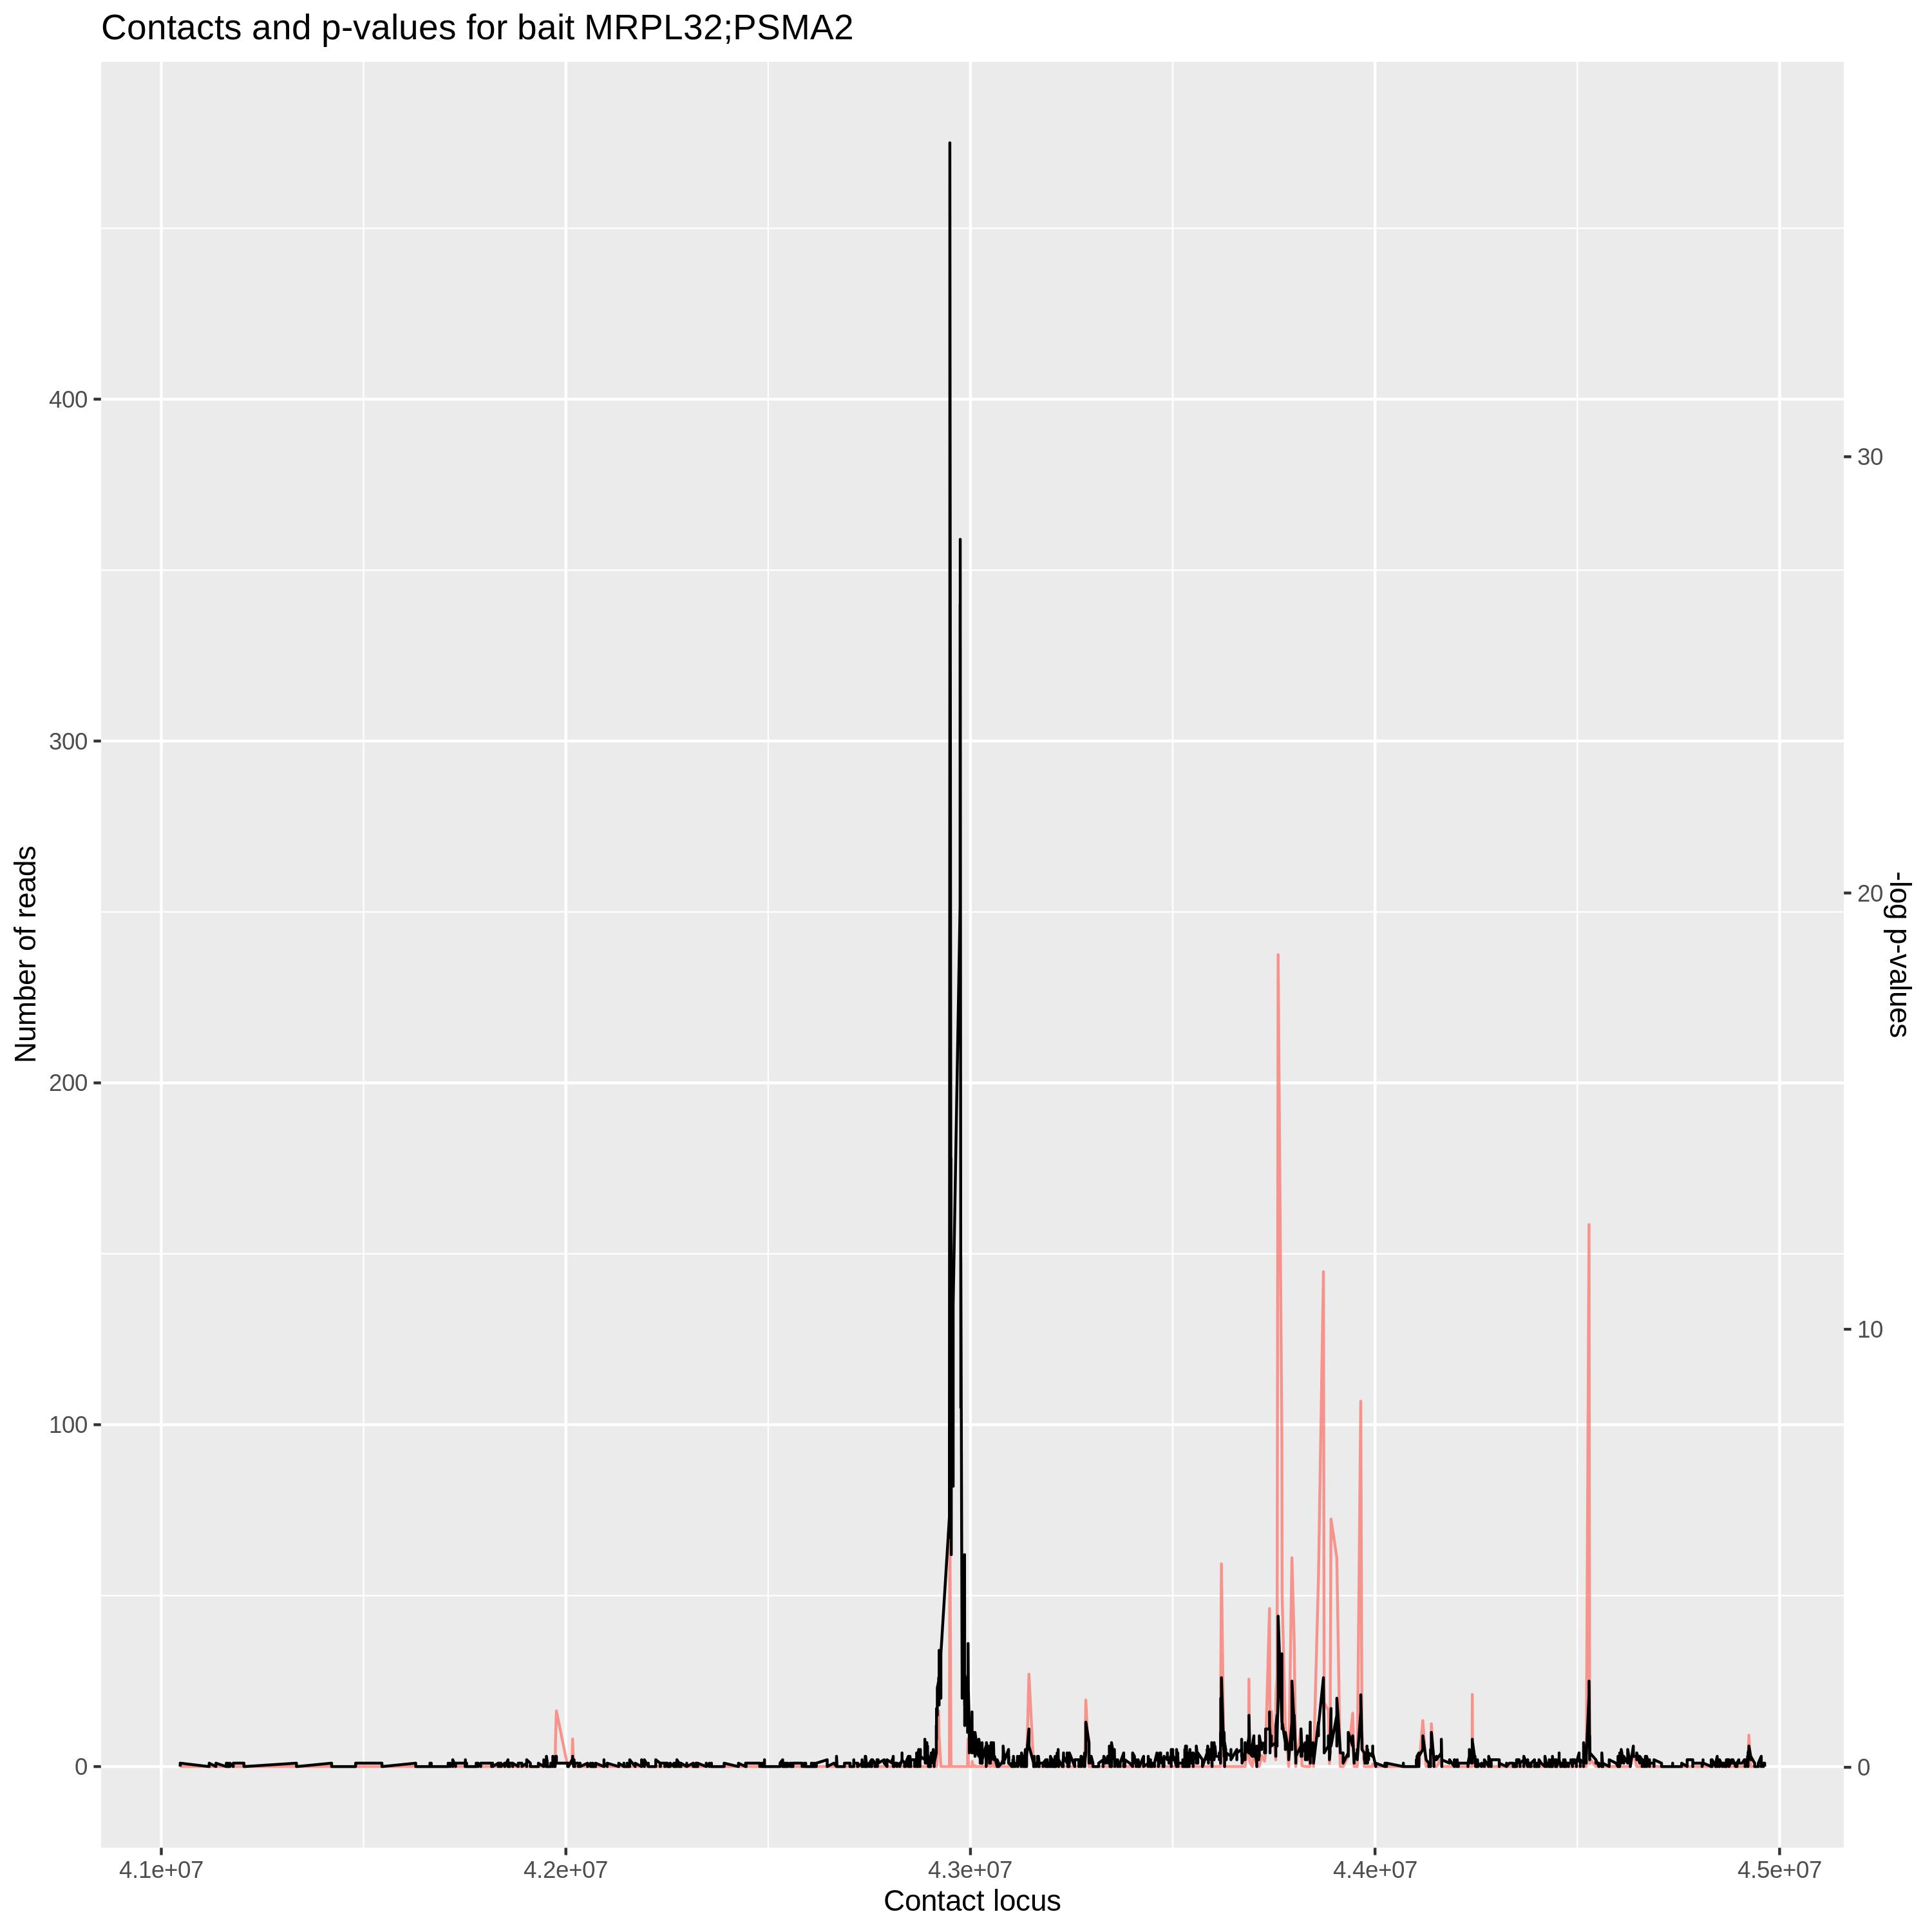 Contacts and p-values for bait MRPL32;PSMA2
400
300
200
100
0
Number of reads
30
20
10
0
-log p-values
4.1e+07
4.2e+07
4.3e+07
4.4e+07
4.5e+07
Contact locus